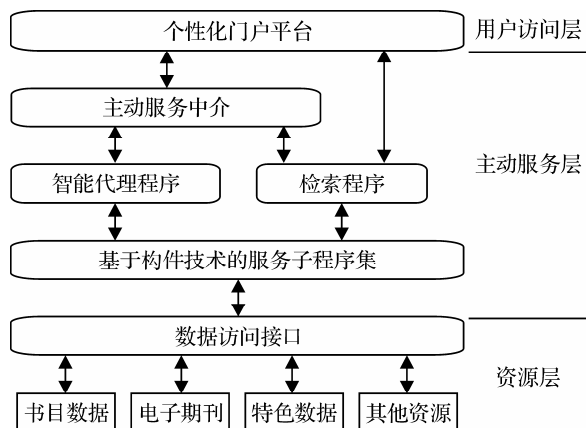 个性化门户平台
用户访问层
主动服务中介
主动服务层
智能代理程序
检索程序
基于构件技术的服务子程序集
数据访问接口
资源层
书目数据
电子期刊
特色数据
其他资源